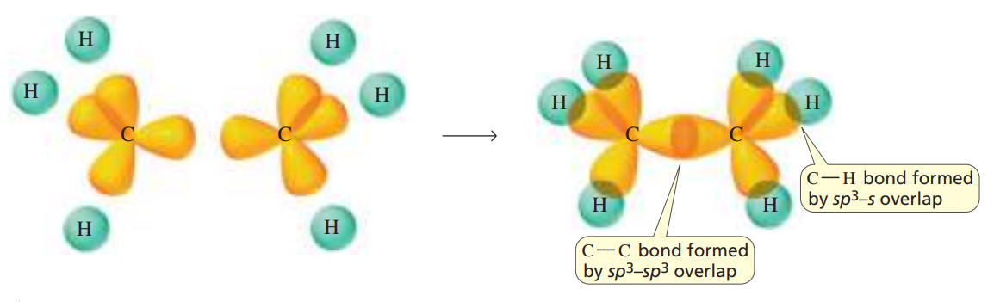 H
H
H
H
C
C
H
H
H
H
H
H
C
C
H
H
C—H bond formed
by sp³–s overlap
C—C bond formed
by sp³–sp³ overlap